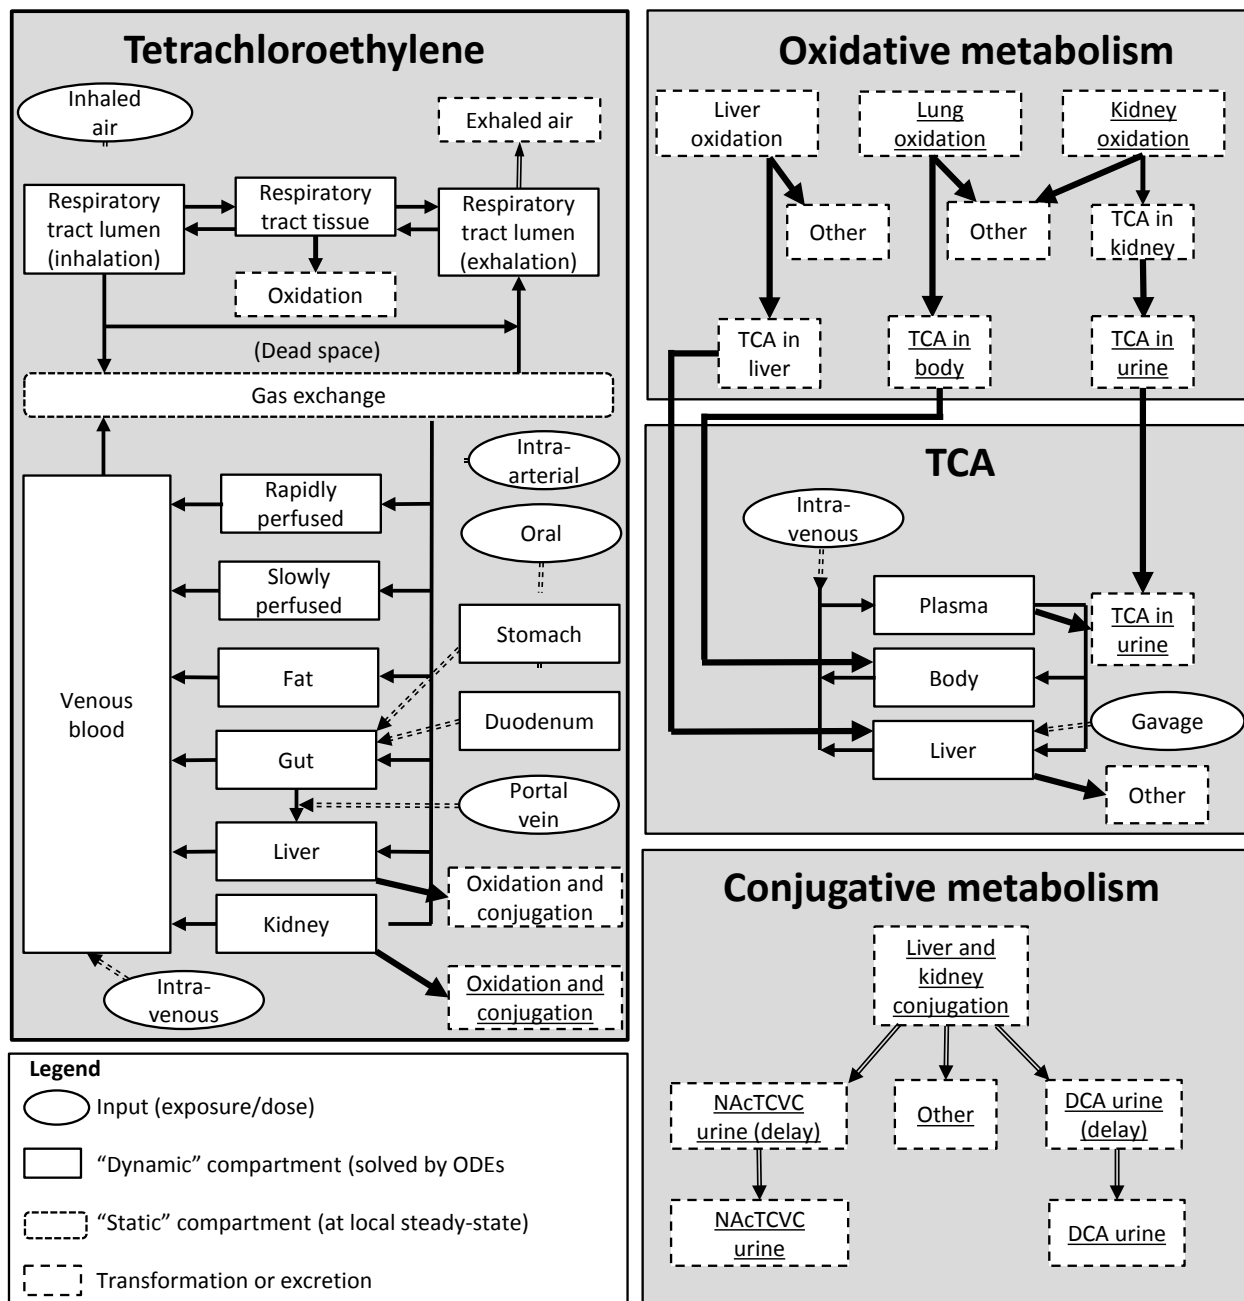 Tetrachloroethylene
Inhaled
air
Exhaled air
Respiratory
tract lumen
(inhalation)
Respiratory
tract tissue
Respiratory
tract lumen
(exhalation)
Oxidation
(Dead space)
Gas exchange
Intra-
arterial
Rapidly
perfused
Oral
Slowly
perfused
Stomach
Fat
Venous
blood
Duodenum
Gut
Portal
vein
Liver
Oxidation and
conjugation
Kidney
Oxidation and
conjugation
Intra-
venous
Legend
Input (exposure/dose)
“Dynamic” compartment (solved by ODEs
“Static” compartment (at local steady-state)
Transformation or excretion
Oxidative metabolism
Liver
oxidation
Lung
oxidation
Kidney
oxidation
Other
Other
TCA in
kidney
TCA in
liver
TCA in
body
TCA in
urine
TCA
Intra-
venous
Plasma
TCA in
urine
Body
Gavage
Liver
Other
Conjugative metabolism
Liver and
kidney
conjugation
NAcTCVC
urine (delay)
Other
DCA urine
(delay)
NAcTCVC
urine
DCA urine